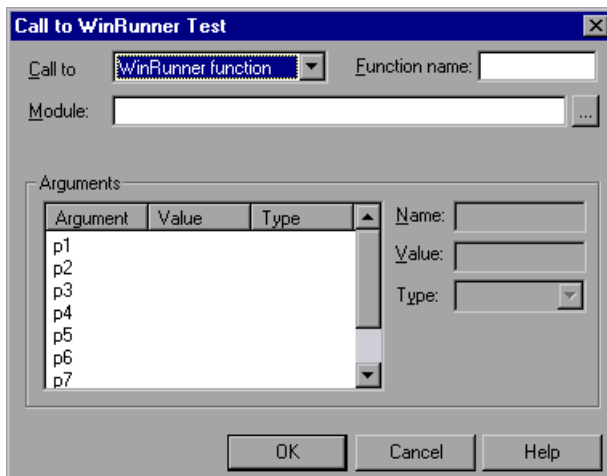 Call to WinRunner Test
Call to WinRunner function Function name:
Module: ...
Arguments
Argument Value Type Name:
p1
p2 Value:
p3
p4 Type:
p5
p6
p7
OK Cancel Help